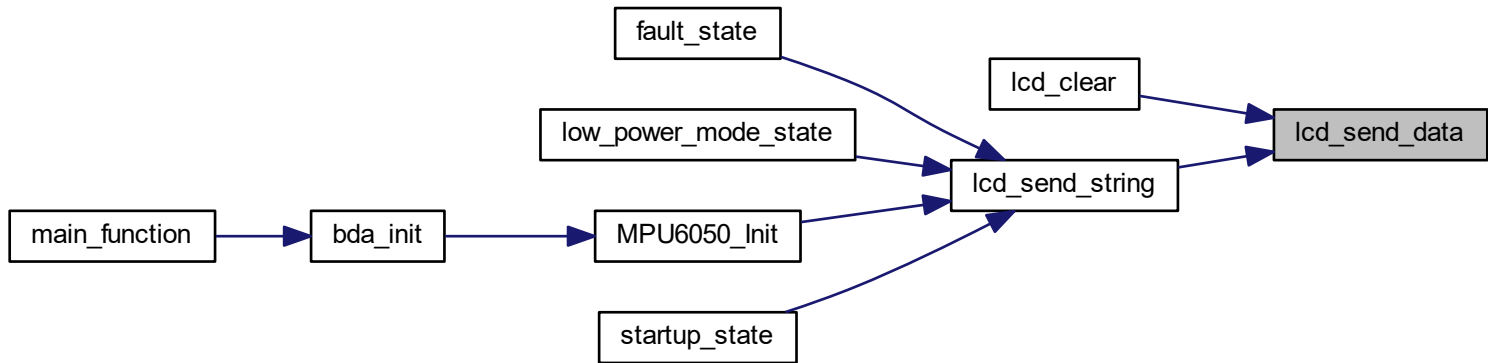 fault_state
lcd_clear
low_power_mode_state
lcd_send_data
lcd_send_string
main_function
bda_init
MPU6050_Init
startup_state